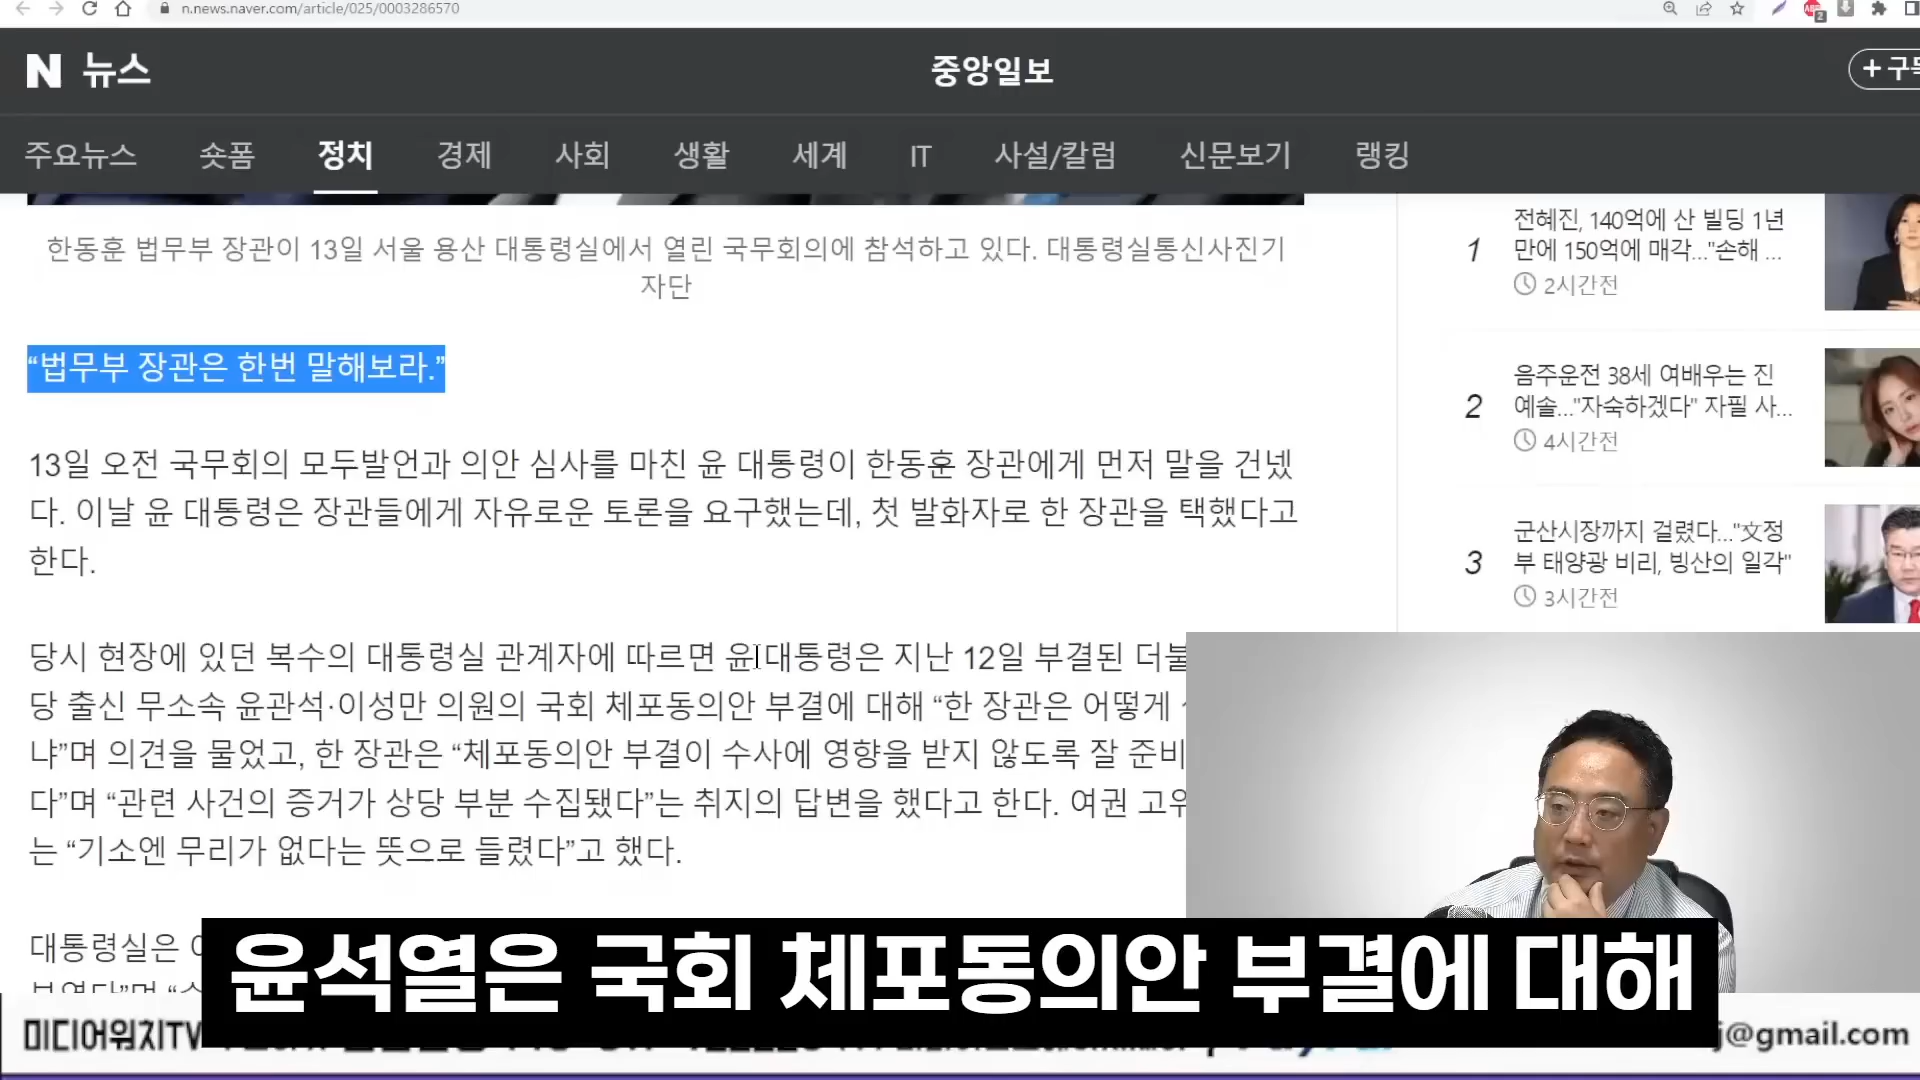 n.news.naver.com/article/025/0003286570
N 뉴스
중앙일보
+ 구독
주요뉴스 숏폼 정치 경제 사회 생활 세계 IT 사설/칼럼 신문보기 랭킹
한동훈 법무부 장관이 13일 서울 용산 대통령실에서 열린 국무회의에 참석하고 있다. 대통령실통신사진기
자단
“법무부 장관은 한번 말해보라.”
13일 오전 국무회의 모두발언과 의안 심사를 마친 윤 대통령이 한동훈 장관에게 먼저 말을 건넸
다. 이날 윤 대통령은 장관들에게 자유로운 토론을 요구했는데, 첫 발화자로 한 장관을 택했다고
한다.
당시 현장에 있던 복수의 대통령실 관계자에 따르면 윤 대통령은 지난 12일 부결된 더불
당 출신 무소속 윤관석·이성만 의원의 국회 체포동의안 부결에 대해 “한 장관은 어떻게
냐”며 의견을 물었고, 한 장관은 “체포동의안 부결이 수사에 영향을 받지 않도록 잘 준비
다”며 “관련 사건의 증거가 상당 부분 수집됐다”는 취지의 답변을 했다고 한다. 여권 고위
는 “기소엔 무리가 없다는 뜻으로 들렸다”고 했다.
대통령실은
1
전혜진, 140억에 산 빌딩 1년
만에 150억에 매각..."손해 ...
2시간전
2
음주운전 38세 여배우는 진
예솔..."자숙하겠다" 자필 사...
4시간전
3
군산시장까지 걸렸다..."文정
부 태양광 비리, 빙산의 일각"
3시간전
윤석열은 국회 체포동의안 부결에 대해
미디어워치TV
j@gmail.com